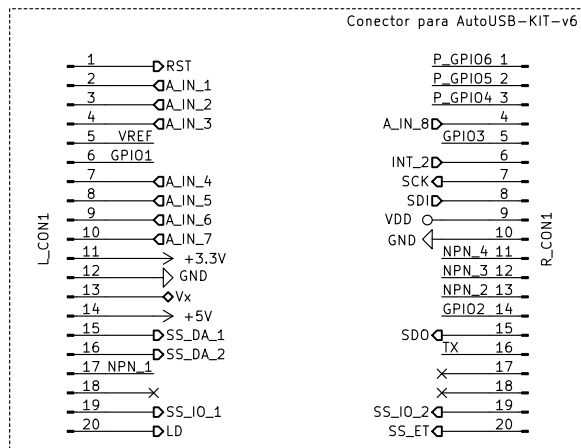 Conector para AutoUSB-KIT-v6
L_CON1
1 RST
2 A_IN_1
3 A_IN_2
4 A_IN_3
5 VREF
6 GPIO1
7 A_IN_4
8 A_IN_5
9 A_IN_6
10 A_IN_7
11 +3.3V
12 GND
13 Vx
14 +5V
15 SS_DA_1
16 SS_DA_2
17 NPN_1
18
19 SS_IO_1
20 LD
P_GPIO6 1
P_GPIO5 2
P_GPIO4 3
A_IN_8 4
GPIO3 5
INT_2 6
SCK 7
SDI 8
VDD 9
GND 10
NPN_4 11
NPN_3 12
NPN_2 13
GPIO2 14
SDO 15
TX 16
17
18
SS_IO_2 19
SS_ET 20
R_CON1